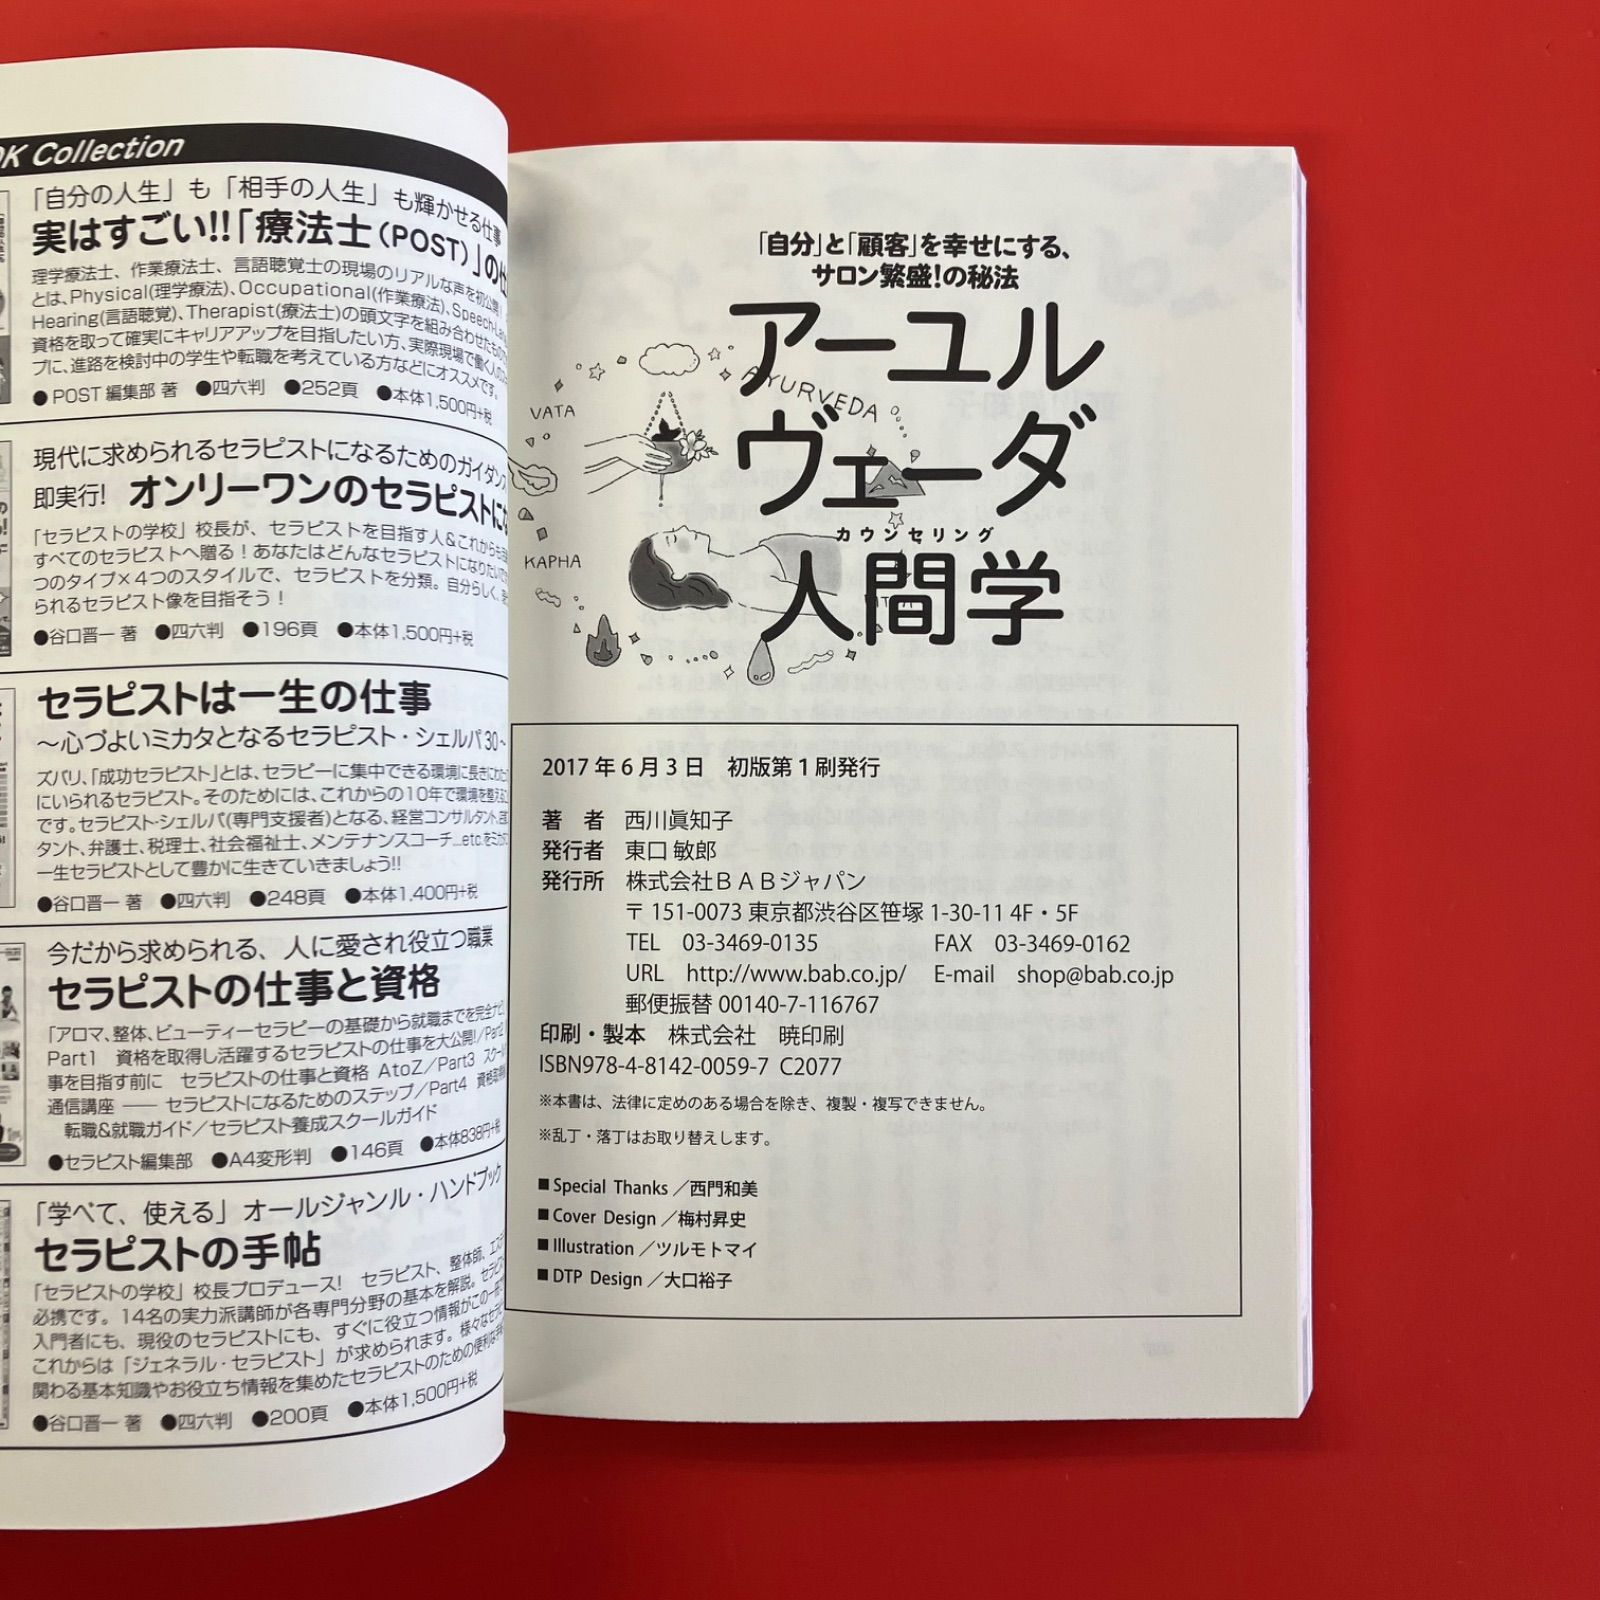 OK Collection
「自分の人生」も「相手の人生」も輝かせる仕事
実はすごい!!「療法士(POST)」の仕
理学療法士、作業療法士、言語聴覚士の現場のリアルな声を初公開!
とは、Physical(理学療法)、Occupational(作業療法)、Speech-Lan
Hearing(言語聴覚)、Therapist(療法士)の頭文字を組み合わせたもので
資格を取って確実にキャリアアップを目指したい方、実際現場で働く人の
プに、進路を検討中の学生や転職を考えている方などにオススメです。
●POST編集部 著 ●四六判 ●252頁 ●本体1,500円+税
現代に求められるセラピストになるためのガイダンス
即実行! オンリーワンのセラピストにな
「セラピストの学校」校長が、セラピストを目指す人&これからも
すべてのセラピストへ贈る!あなたはどんなセラピストになりたい
つのタイプ×4つのスタイルで、セラピストを分類。自分らしく、
られるセラピスト像を目指そう!
●谷口晋一 著 ●四六判 ●196頁 ●本体1,500円+税
セラピストは一生の仕事
～心づよいミカタとなるセラピスト・シェルパ30～
ズバリ、「成功セラピスト」とは、セラピーに集中できる環境に長きにわた
にいられるセラピスト。そのためには、これからの10年で環境を整える
です。セラピスト・シェルパ(専門支援者)となる、経営コンサルタント、
タント、弁護士、税理士、社会福祉士、メンテナンスコーチ…etc.をミカ
一生セラピストとして豊かに生きていきましょう!!
●谷口晋一 著 ●四六判 ●248頁 ●本体1,400円+税
今だから求められる、人に愛され役立つ職業
セラピストの仕事と資格
「アロマ、整体、ビューティーセラピーの基礎から就職までを完全ナビ
Part1 資格を取得し活躍するセラピストの仕事を大公開!/Part2
事を目指す前に セラピストの仕事と資格 AtoZ/Part3 スクール
通信講座 ―― セラピストになるためのステップ/Part4 資格取得
転職&就職ガイド/セラピスト養成スクールガイド
●セラピスト編集部 ●A4変形判 ●146頁 ●本体838円+税
「学べて、使える」オールジャンル・ハンドブック
セラピストの手帖
「セラピストの学校」校長プロデュース! セラピスト、整体師、エステ
必携です。14名の実力派講師が各専門分野の基本を解説。セラピ
入門者にも、現役のセラピストにも、すぐに役立つ情報がこの一冊
これからは「ジェネラル・セラピスト」が求められます。様々なセラピ
関わる基本知識やお役立ち情報を集めたセラピストのための便利な手
●谷口晋一 著 ●四六判 ●200頁 ●本体1,500円+税
「自分」と「顧客」を幸せにする、
サロン繁盛!の秘法
アーユル
AYURVEDA
VATA
ヴェーダ
カウンセリング
KAPHA
人間学
2017年6月3日 初版第1刷発行
著 者 西川眞知子
発行者 東口 敏郎
発行所 株式会社ＢＡＢジャパン
〒151-0073 東京都渋谷区笹塚 1-30-11 4F・5F
TEL 03-3469-0135 FAX 03-3469-0162
URL http://www.bab.co.jp/ E-mail shop@bab.co.jp
郵便振替 00140-7-116767
印刷・製本 株式会社 暁印刷
ISBN978-4-8142-0059-7 C2077
※本書は、法律に定めのある場合を除き、複製・複写できません。
※乱丁・落丁はお取り替えします。
■Special Thanks／西門和美
■Cover Design／梅村昇史
■Illustration／ツルモトマイ
■DTP Design／大口裕子